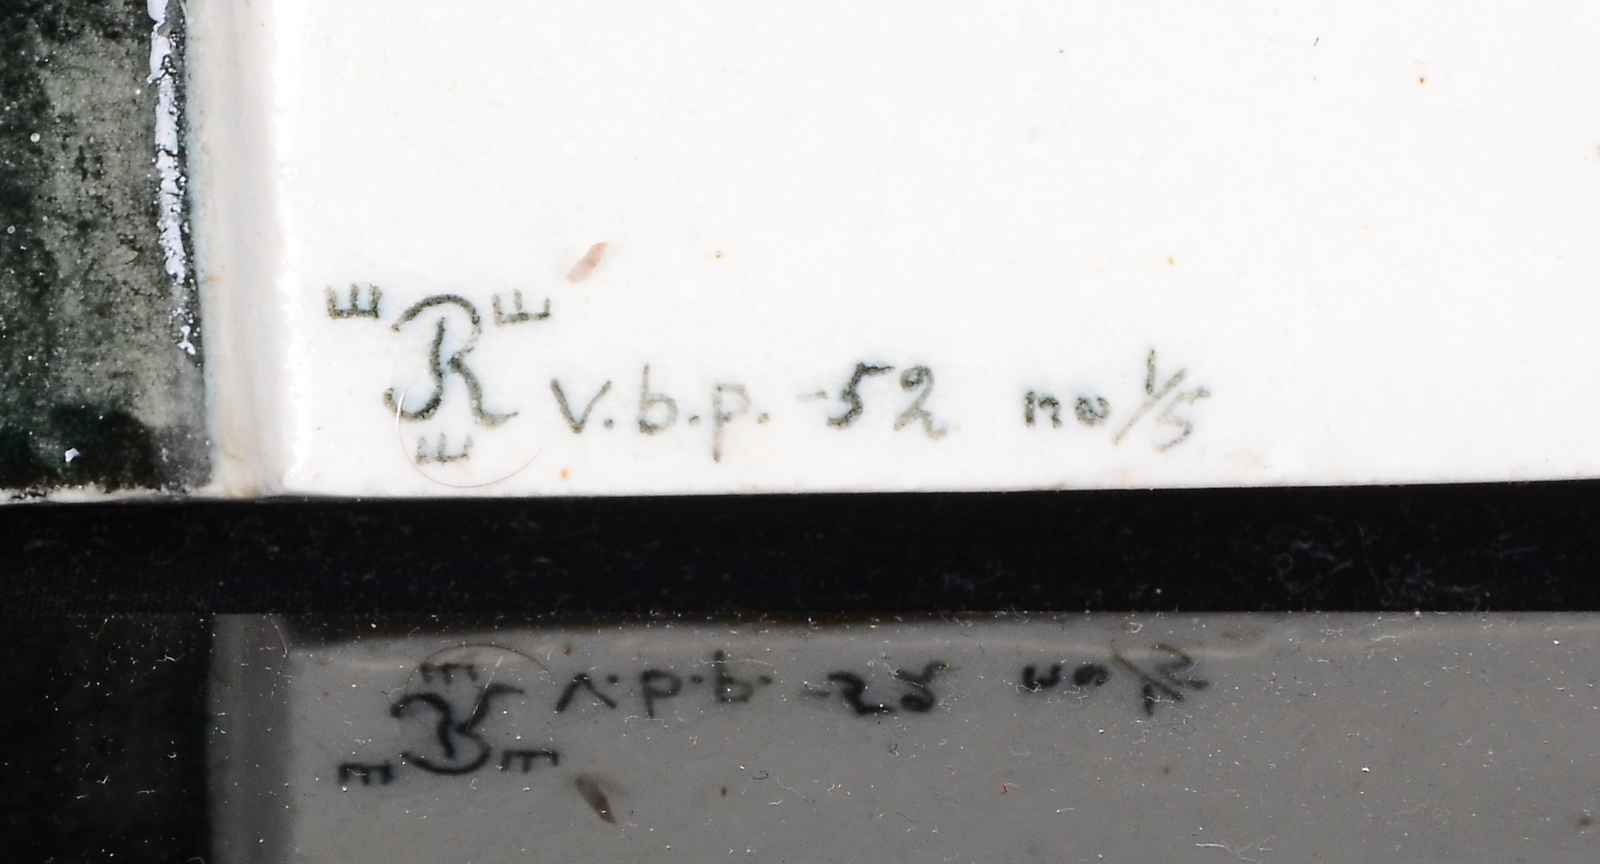 R v.b.p. -52 no 1/5